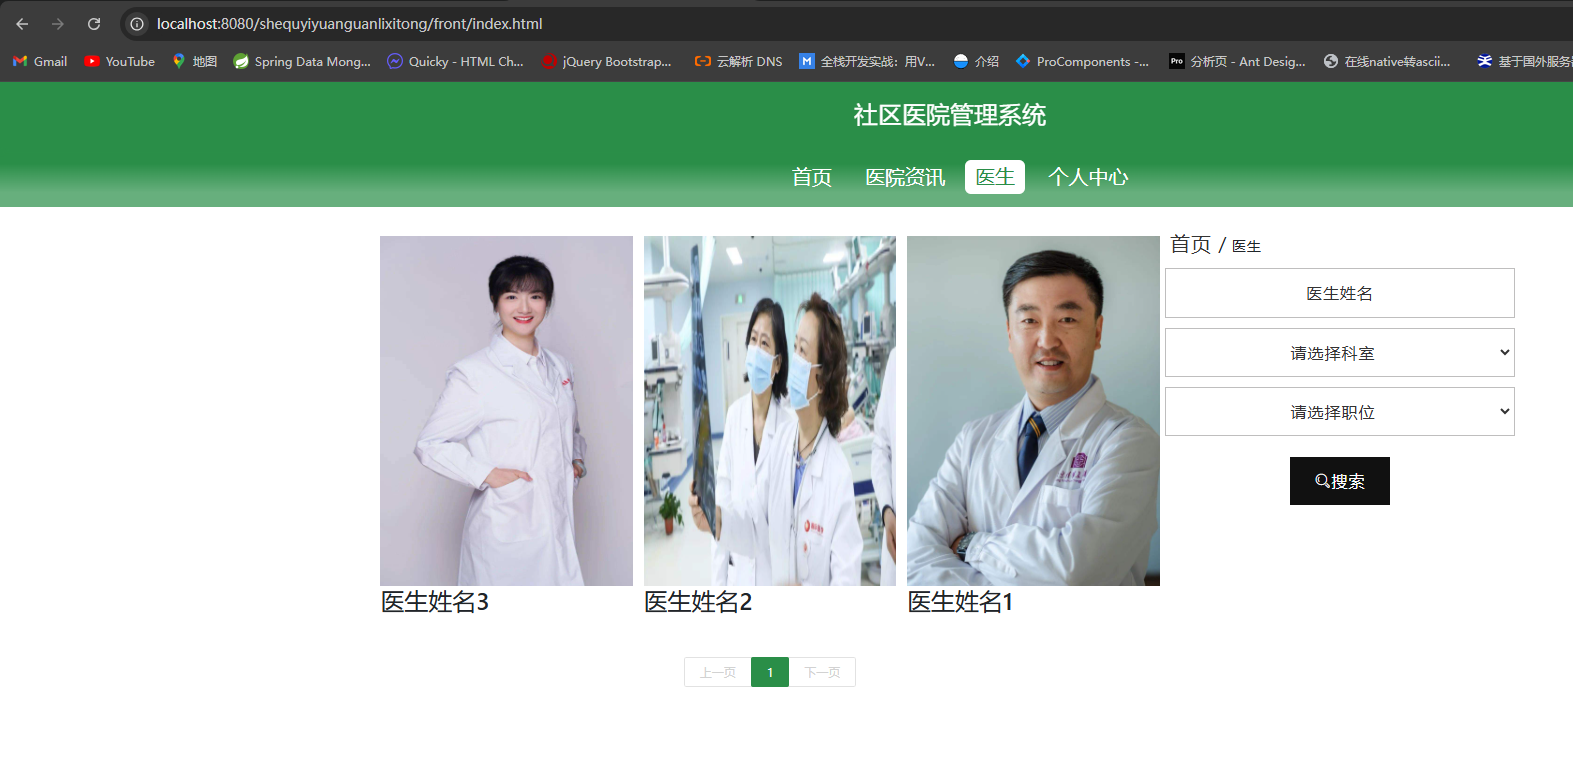 localhost:8080/shequyiyuanguanlixitong/front/index.html
Gmail
YouTube
地图
Spring Data Mong...
Quicky - HTML Ch...
jQuery Bootstrap...
云解析 DNS
全栈开发实战：用V...
介绍
ProComponents -...
Pro
分析页 - Ant Desig...
在线native转ascii...
基于国外服务
社区医院管理系统
首页
医院资讯
医生
个人中心
首页 / 医生
医生姓名
请选择科室
请选择职位
搜索
医生姓名3
医生姓名2
医生姓名1
上一页
1
下一页